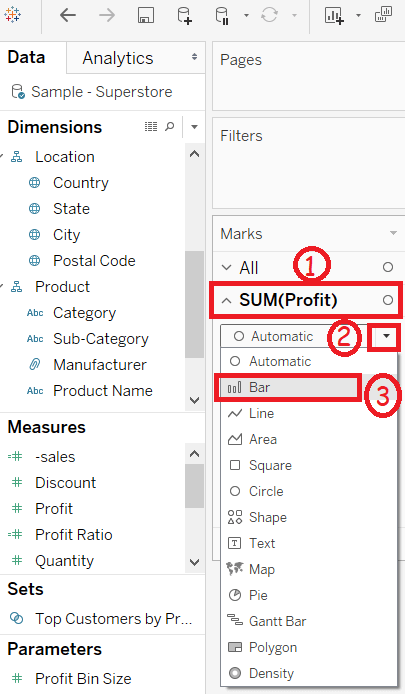 Data
Analytics
Sample - Superstore
Dimensions
Location
Country
State
City
Postal Code
Product
Abc Category
Abc Sub-Category
Manufacturer
Abc Product Name
Measures
=# -sales
# Discount
# Profit
=# Profit Ratio
# Quantity
Sets
Top Customers by Pr...
Parameters
# Profit Bin Size
Pages
Filters
Marks
All
1
SUM(Profit)
Automatic
2
Automatic
Bar
3
Line
Area
Square
Circle
Shape
T Text
Map
Pie
Gantt Bar
Polygon
Density